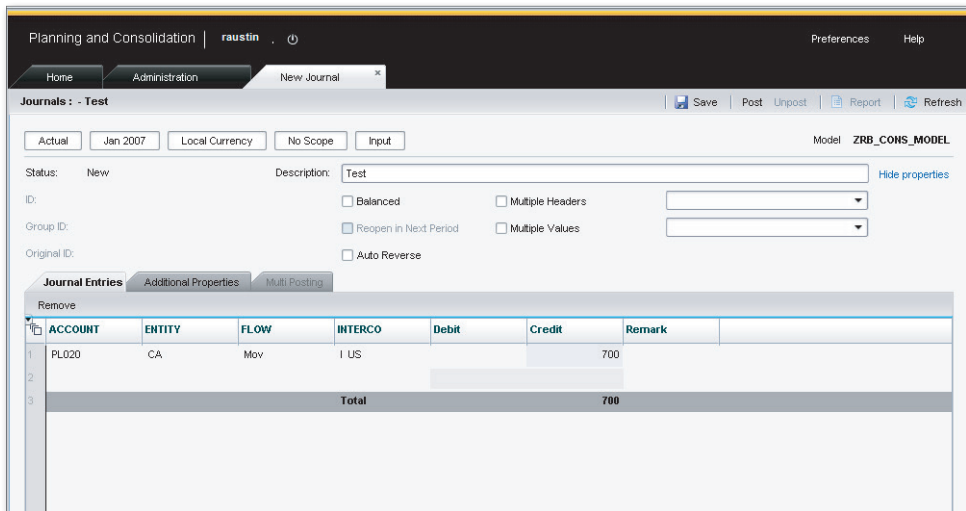 Planning and Consolidation | raustin . Preferences Help
Home Administration New Journal ×
Journals : - Test Save Post Unpost Report Refresh
Actual Jan 2007 Local Currency No Scope Input Model ZRB_CONS_MODEL
Status: New Description: Test Hide properties
ID: Balanced Multiple Headers
Group ID: Reopen in Next Period Multiple Values
Original ID: Auto Reverse
Journal Entries Additional Properties Multi Posting
Remove
ACCOUNT ENTITY FLOW INTERCO Debit Credit Remark
1 PL020 CA Mov I US 700
2
3 Total 700